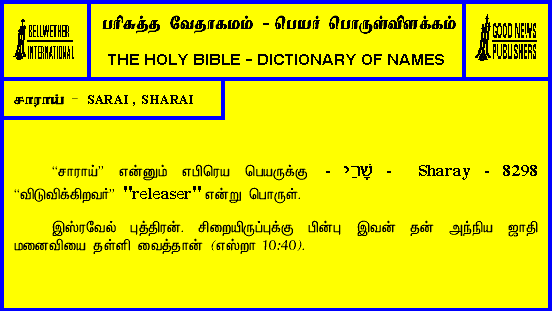 BELLWETHER
INTERNATIONAL
பரிசுத்த வேதாகமம் - பெயர் பொருள்விளக்கம்
THE HOLY BIBLE - DICTIONARY OF NAMES
GOOD NEWS
PUBLISHERS
சாராய் - SARAI, SHARAI
“சாராய்” என்னும் எபிரெய பெயருக்கு - שָׁרַי - Sharay - 8298
“விடுவிக்கிறவர்” "releaser" என்று பொருள்.
இஸ்ரவேல் புத்திரன். சிறையிருப்புக்கு பின்பு இவன் தன் அந்நிய ஜாதி
மனைவியை தள்ளி வைத்தான் (எஸ்றா 10:40).